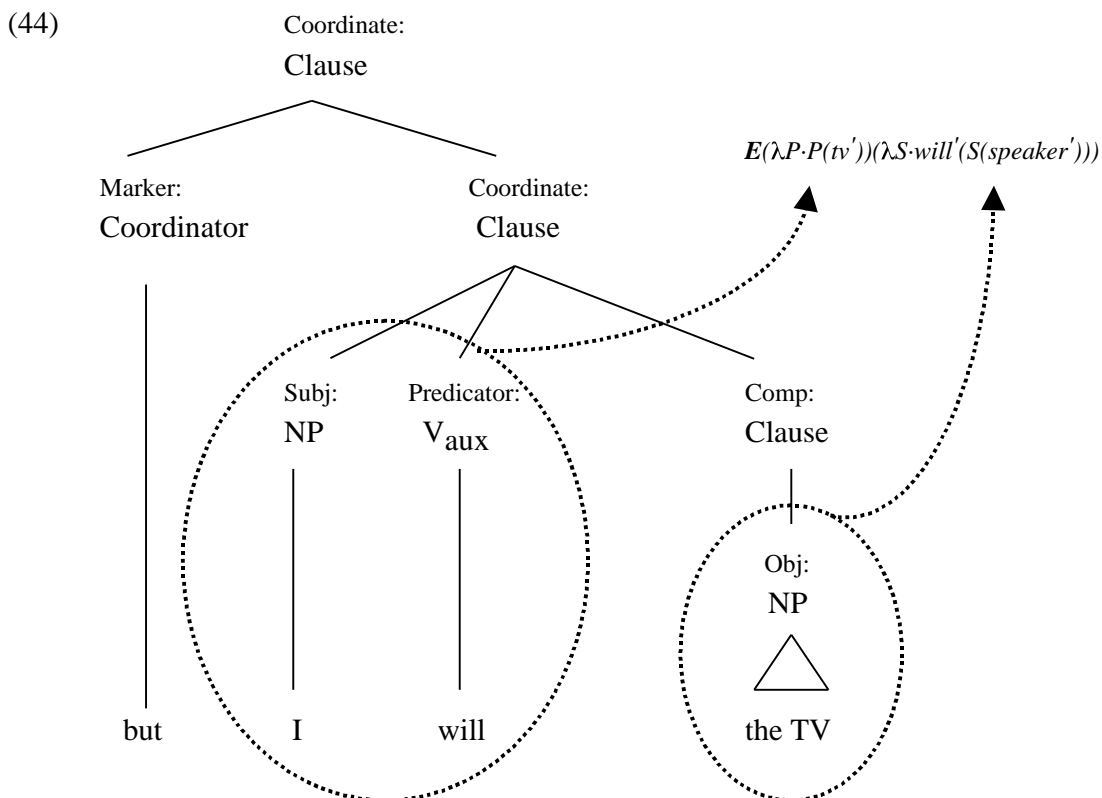 (44)
Coordinate:
Clause
E(λP·P(tv′))(λS·will′(S(speaker′)))
Marker:
Coordinator
Coordinate:
Clause
Subj:
NP
Predicator:
Vaux
Comp:
Clause
Obj:
NP
but I will the TV